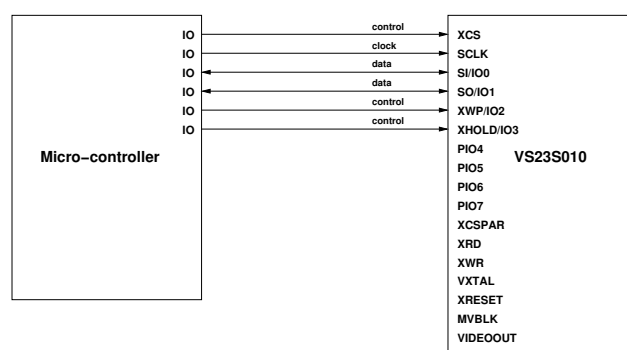 IO control XCS
IO clock SCLK
IO data SI/IO0
IO data SO/IO1
IO control XWP/IO2
IO control XHOLD/IO3
PIO4
Micro-controller VS23S010
PIO5
PIO6
PIO7
XCSPAR
XRD
XWR
VXTAL
XRESET
MVBLK
VIDEOOUT